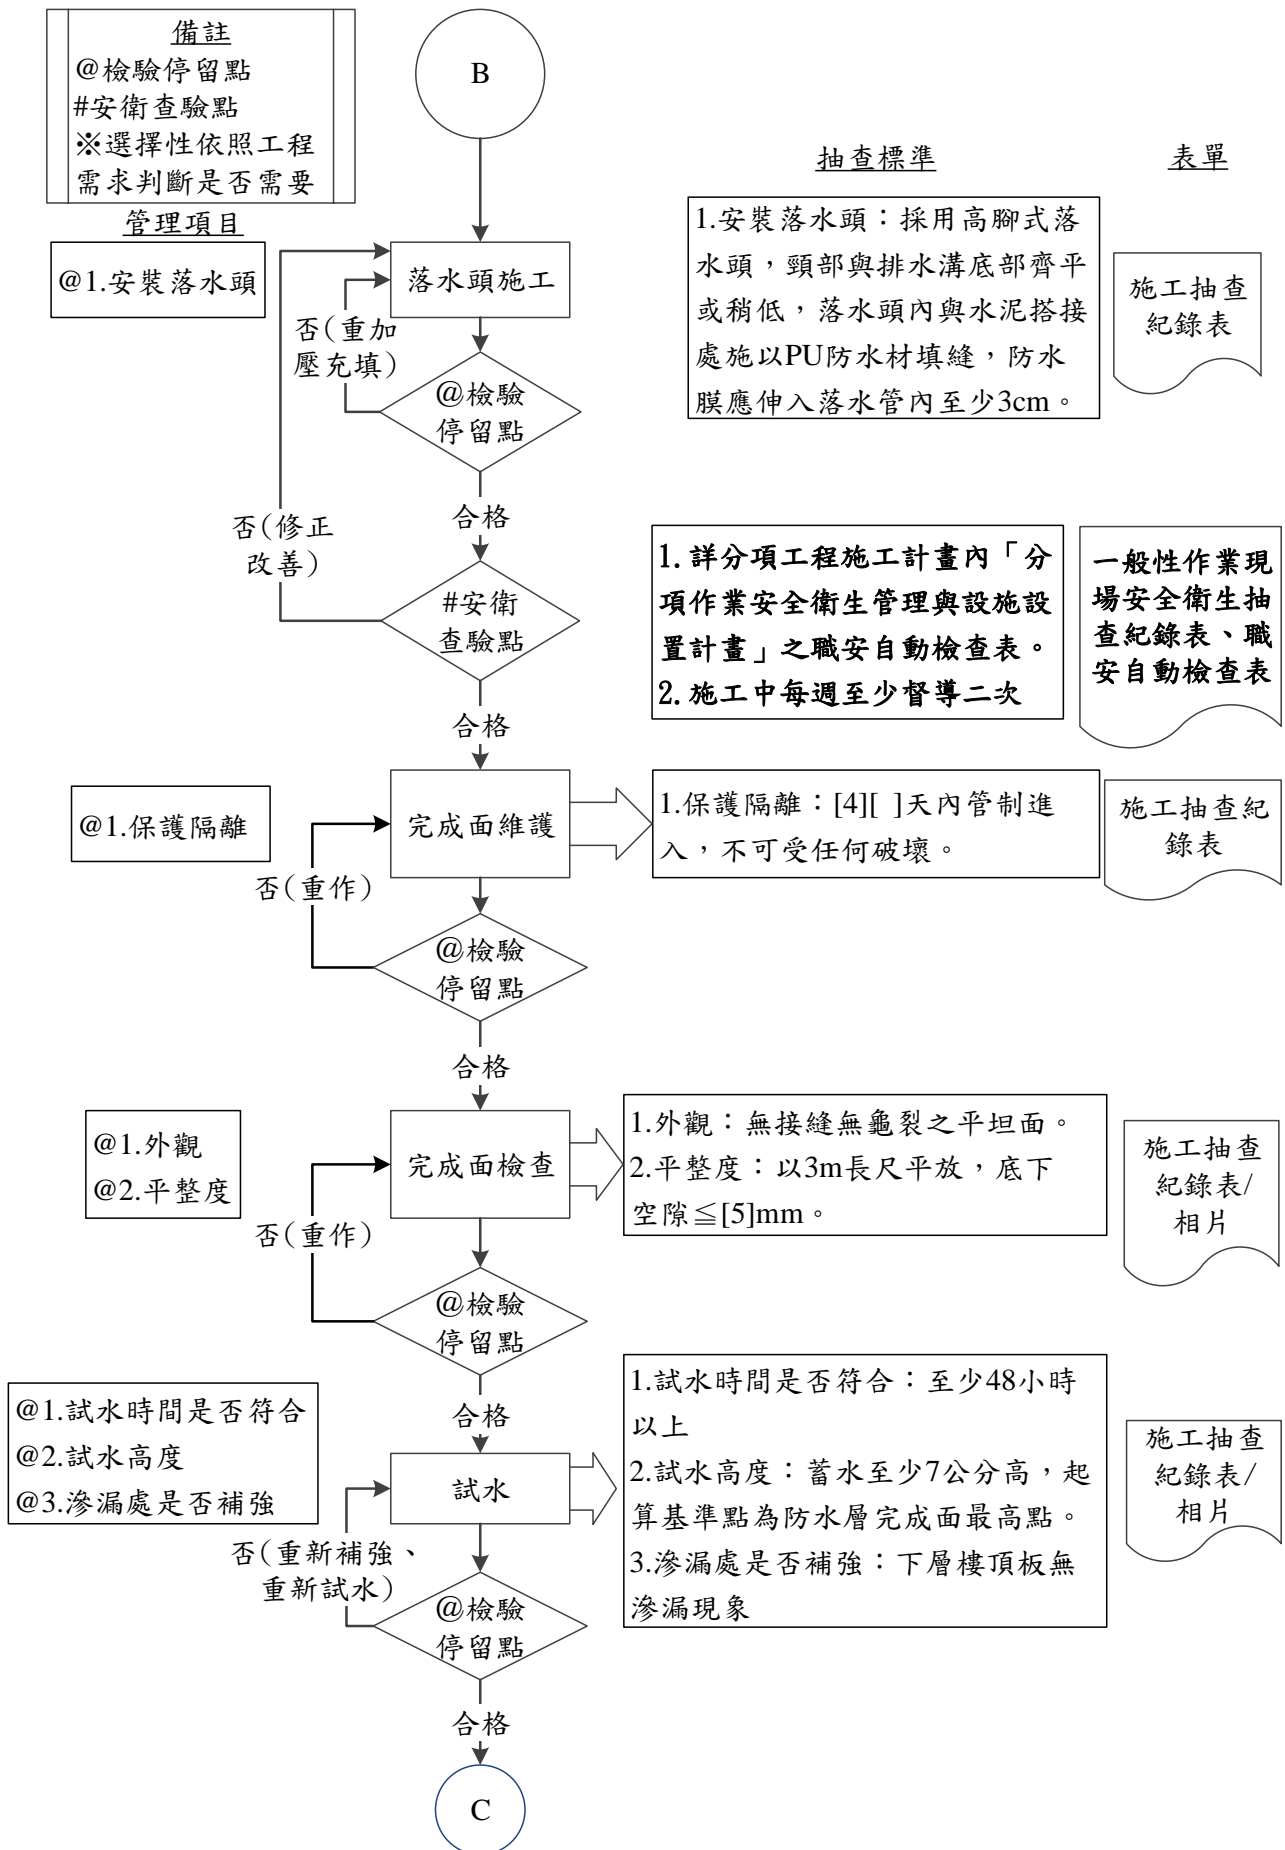 備註
@檢驗停留點
#安衛查驗點
※選擇性依照工程
需求判斷是否需要
B
管理項目
抽查標準
表單
@1.安裝落水頭
落水頭施工
1.安裝落水頭：採用高腳式落
水頭，頸部與排水溝底部齊平
或稍低，落水頭內與水泥搭接
處施以PU防水材填縫，防水
膜應伸入落水管內至少3cm。
施工抽查
紀錄表
否(重加
壓充填)
@檢驗
停留點
合格
否(修正
改善)
#安衛
查驗點
1.詳分項工程施工計畫內「分
項作業安全衛生管理與設施設
置計畫」之職安自動檢查表。
2.施工中每週至少督導二次
一般性作業現
場安全衛生抽
查紀錄表、職
安自動檢查表
合格
@1.保護隔離
完成面維護
1.保護隔離：[4][ ]天內管制進
入，不可受任何破壞。
施工抽查紀
錄表
否(重作)
@檢驗
停留點
合格
@1.外觀
@2.平整度
完成面檢查
1.外觀：無接縫無龜裂之平坦面。
2.平整度：以3m長尺平放，底下
空隙≦[5]mm。
施工抽查
紀錄表/
相片
否(重作)
@檢驗
停留點
合格
@1.試水時間是否符合
@2.試水高度
@3.滲漏處是否補強
試水
1.試水時間是否符合：至少48小時
以上
2.試水高度：蓄水至少7公分高，起
算基準點為防水層完成面最高點。
3.滲漏處是否補強：下層樓頂板無
滲漏現象
施工抽查
紀錄表/
相片
否(重新補強、
重新試水)
@檢驗
停留點
合格
C